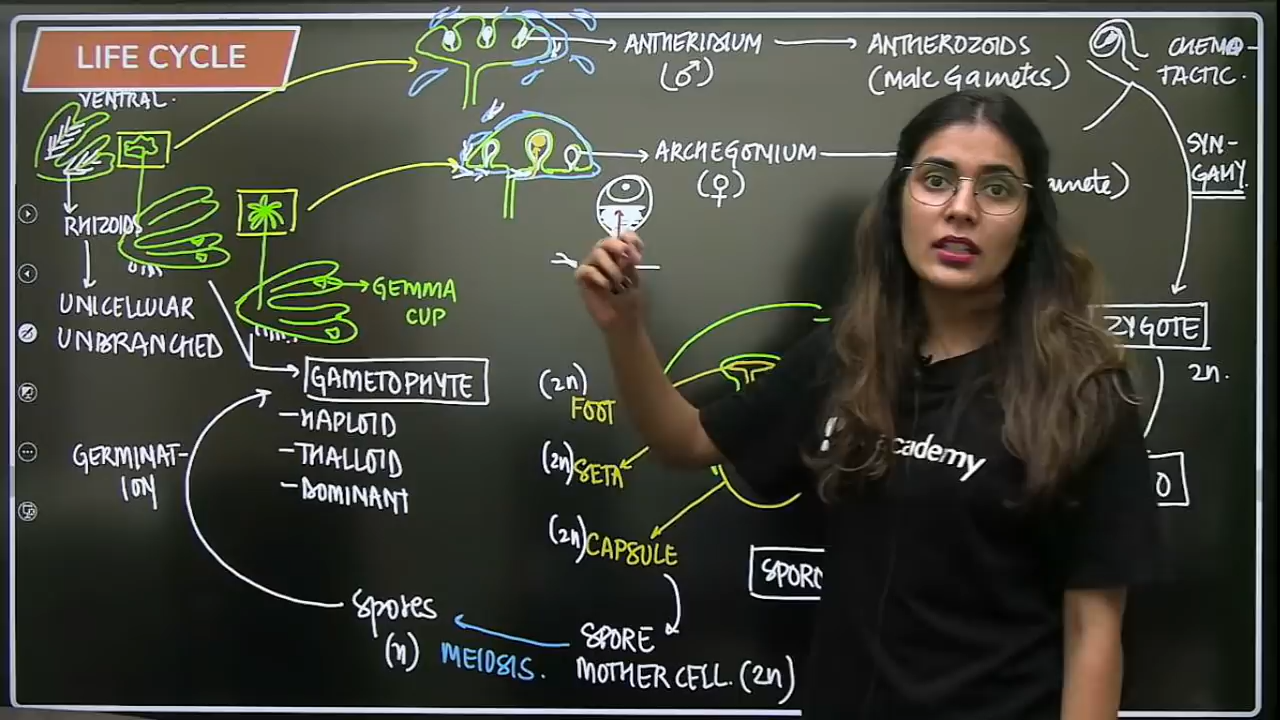 LIFE CYCLE
VENTRAL.
RHIZOIDS
UNICELLULAR
UNBRANCHED
GEMMA
CUP
GAMETOPHYTE
-HAPLOID
-THALLOID
-DOMINANT
GERMINAT-
ION
Spores
(n)
MEIOSIS.
SPORE
MOTHER CELL. (2n)
(2n)
FOOT
(2n) SETA
(2n) CAPSULE
ANTHERIDIUM
(♂)
ANTHEROZOIDS
(Male Gametes)
CHEMO-
TACTIC.
ARCHEGONIUM
(♀)
amete)
SYN-
GAMY
ZYGOTE
2n.
O
SPORO
cademy